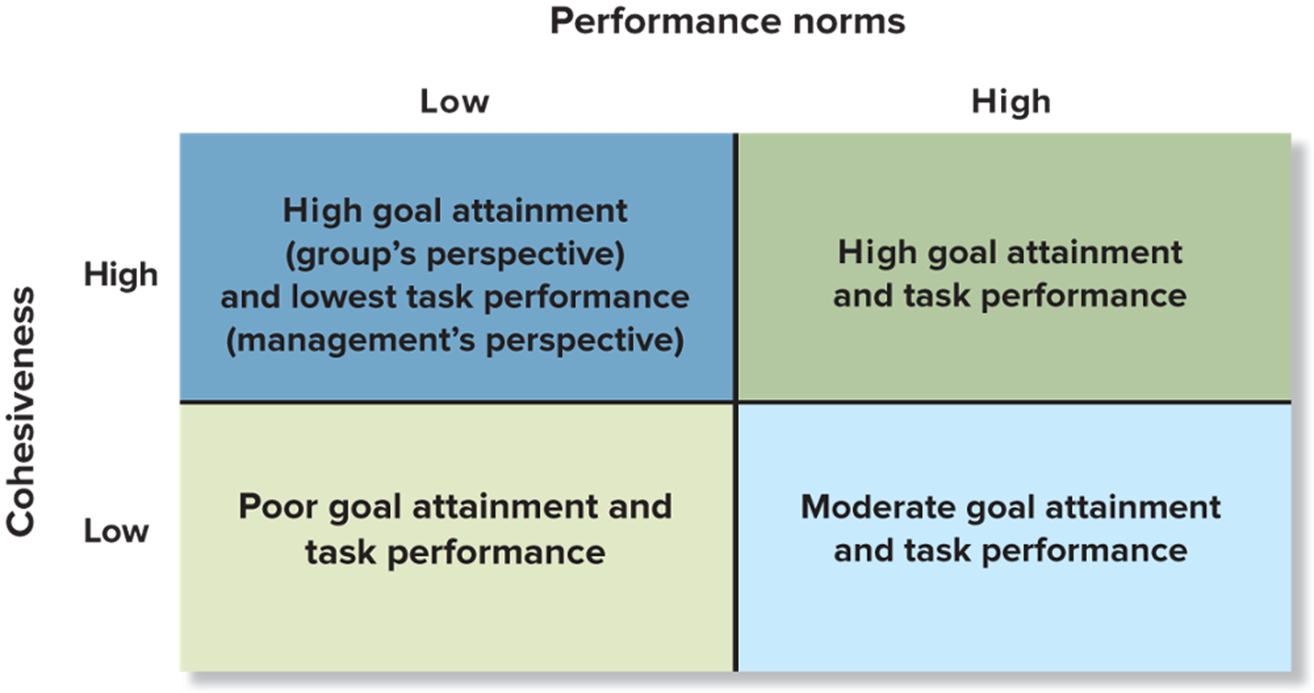 Performance norms
Low
High
Cohesiveness
High
High goal attainment
(group’s perspective)
and lowest task performance
(management’s perspective)
High goal attainment
and task performance
Low
Poor goal attainment and
task performance
Moderate goal attainment
and task performance